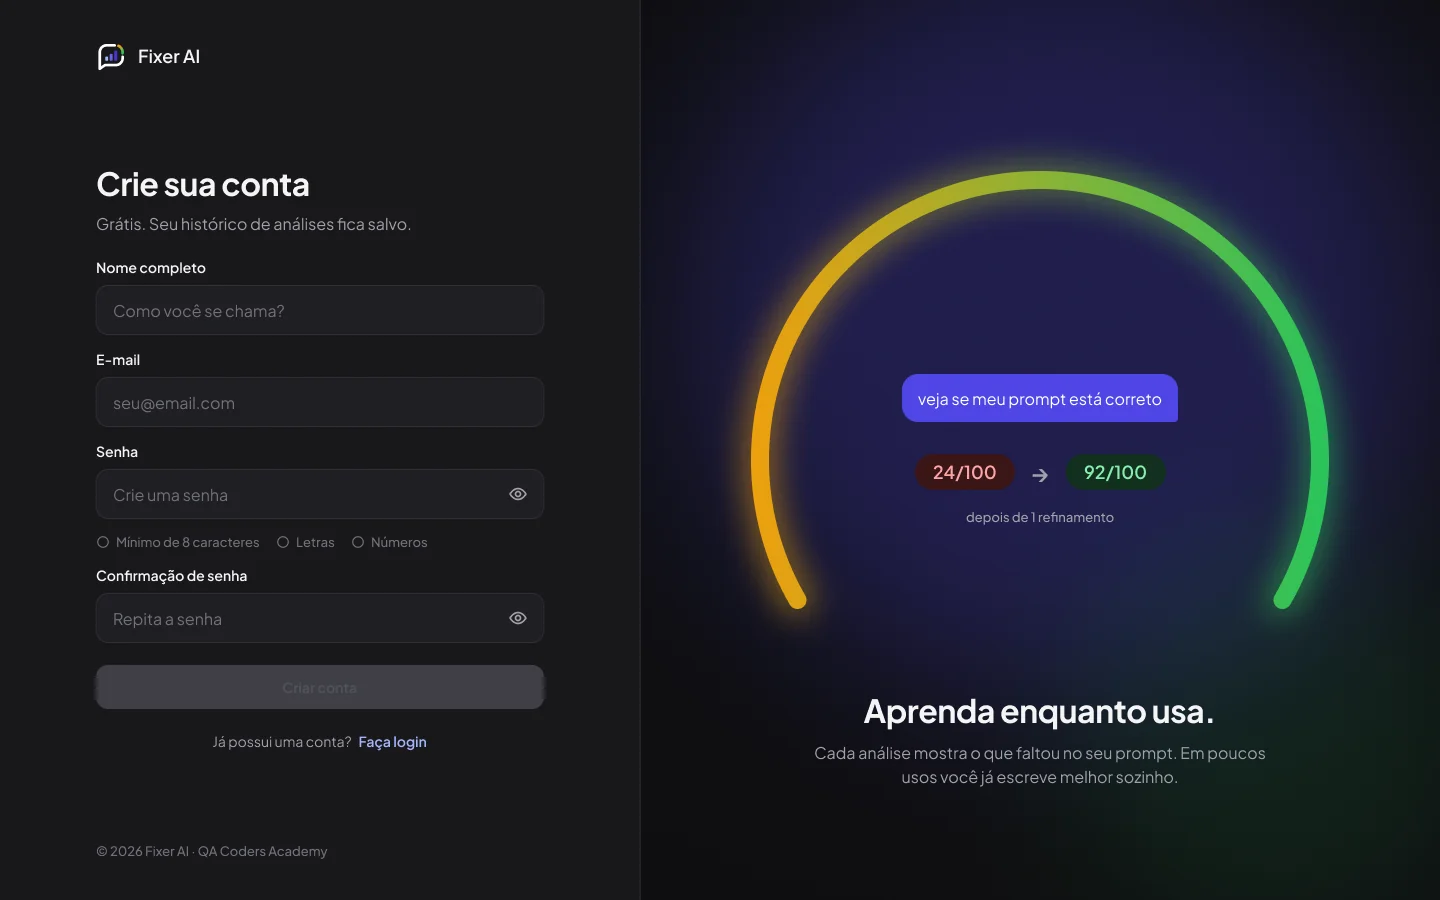 Fixer AI
Crie sua conta
Grátis. Seu histórico de análises fica salvo.
Nome completo
Como você se chama?
E-mail
seu@email.com
Senha
Crie uma senha
Mínimo de 8 caracteres
Letras
Números
Confirmação de senha
Repita a senha
Criar conta
Já possui uma conta? Faça login
© 2026 Fixer AI · QA Coders Academy
veja se meu prompt está correto
24/100 → 92/100
depois de 1 refinamento
Aprenda enquanto usa.
Cada análise mostra o que faltou no seu prompt. Em poucos
usos você já escreve melhor sozinho.